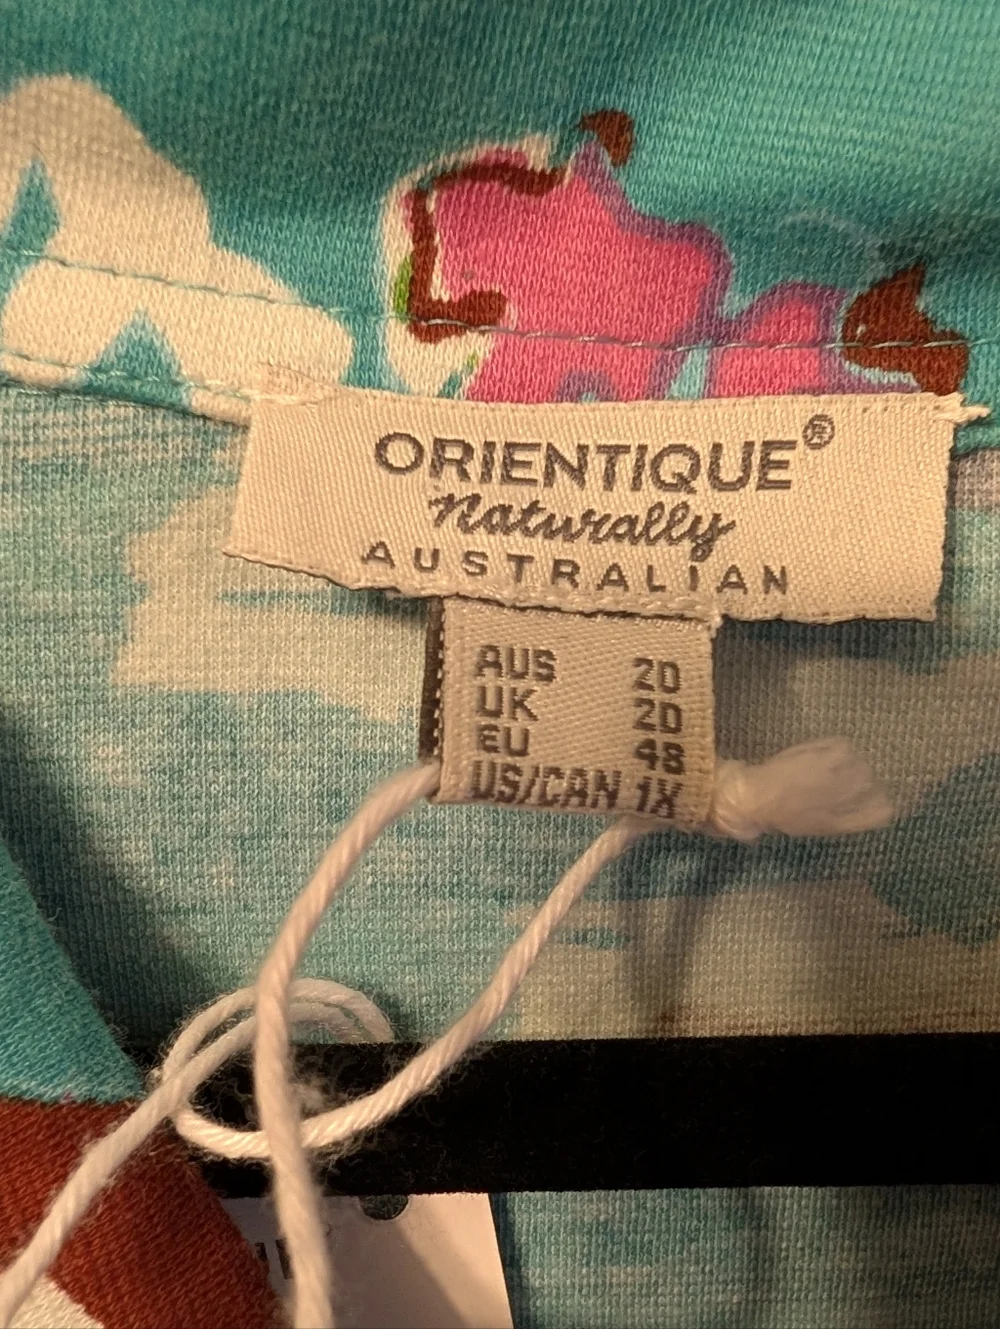 ORIENTIQUE®
Naturally
AUSTRALIAN
AUS 20
UK 20
EU 48
US/CAN 1X